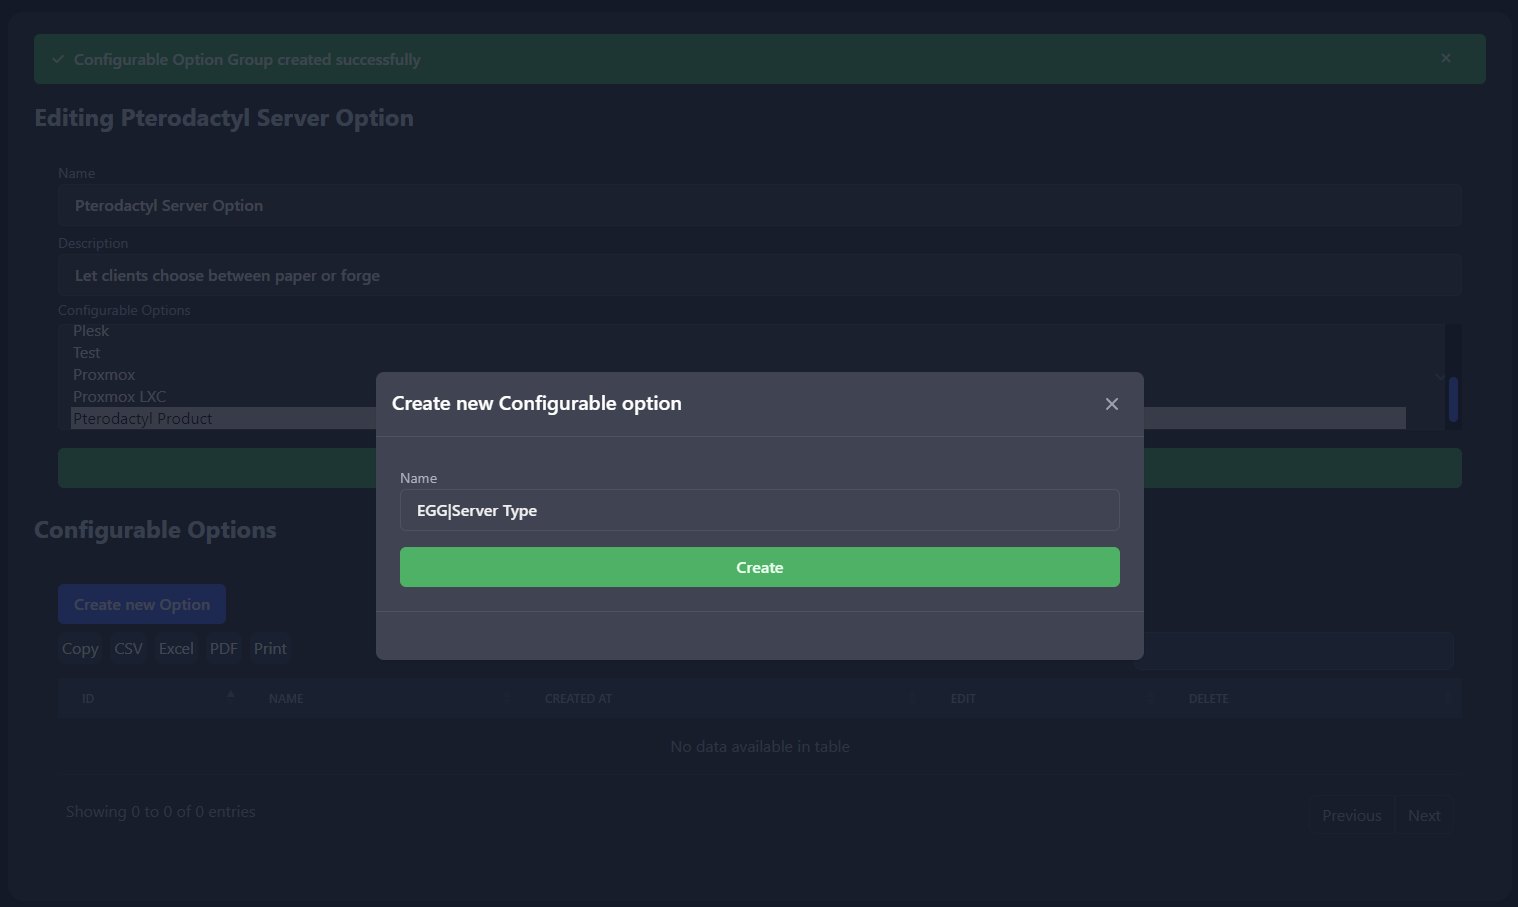 Configurable Option Group created successfully
Editing Pterodactyl Server Option
Name
Pterodactyl Server Option
Description
Let clients choose between paper or forge
Configurable Options
Plesk
Test
Proxmox
Proxmox LXC
Pterodactyl Product
Create new Configurable option
Name
EGG|Server Type
Create
Configurable Options
Create new Option
Copy CSV Excel PDF Print
ID NAME CREATED AT EDIT DELETE
No data available in table
Showing 0 to 0 of 0 entries
Previous Next